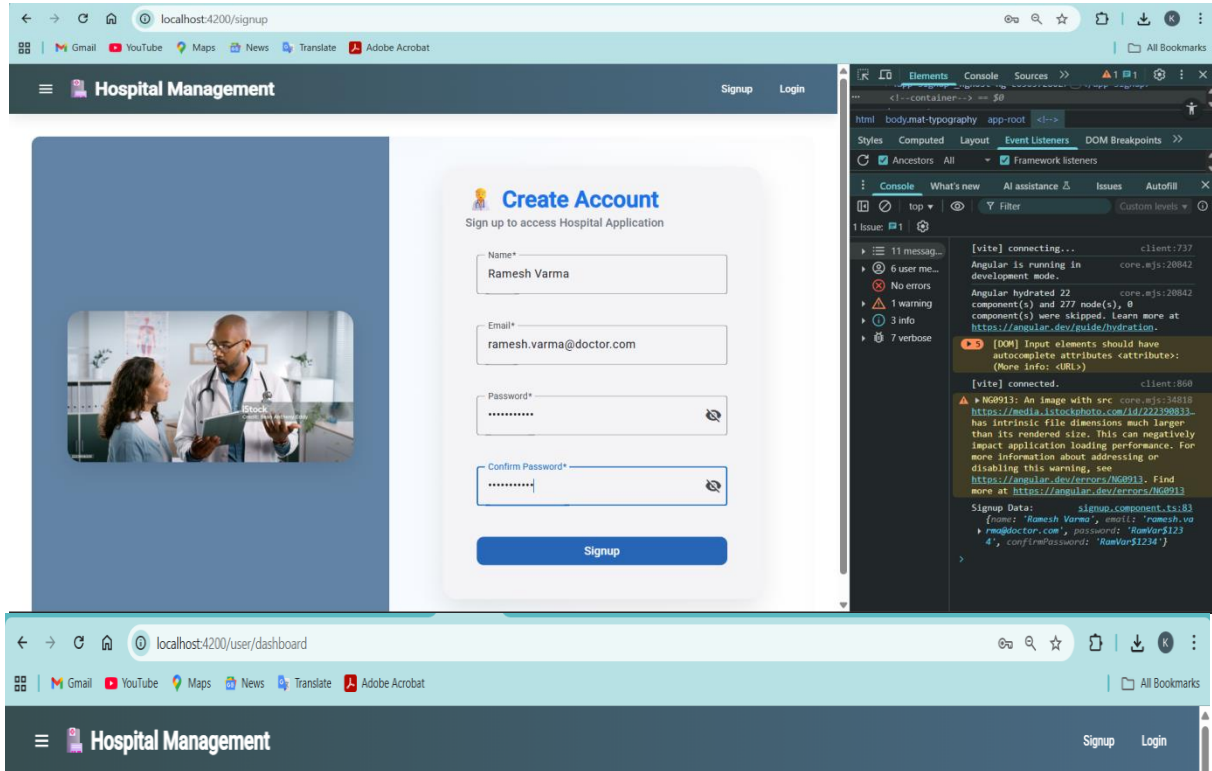 localhost:4200/signup
Gmail YouTube Maps News Translate Adobe Acrobat All Bookmarks
Hospital Management Signup Login
Create Account
Sign up to access Hospital Application
Name*
Ramesh Varma
Email*
ramesh.varma@doctor.com
Password*
•••••••••••
Confirm Password*
•••••••••••
Signup
iStock
Elements Console Sources 1 1
<!--container--> == $0
html body.mat-typography app-root <!-->
Styles Computed Layout Event Listeners DOM Breakpoints
Ancestors All Framework listeners
Console What's new AI assistance Issues Autofill
top Filter Custom levels
1 Issue: 1
11 messag...
6 user me...
No errors
1 warning
3 info
7 verbose
[vite] connecting... client:737
Angular is running in core.mjs:20842
development mode.
Angular hydrated 22 core.mjs:20842
component(s) and 277 node(s), 0
component(s) were skipped. Learn more at
https://angular.dev/guide/hydration.
5 [DOM] Input elements should have
autocomplete attributes <attribute>:
(More info: <URL>)
[vite] connected. client:860
NG0913: An image with src core.mjs:34818
https://media.istockphoto.com/id/222390833…
has intrinsic file dimensions much larger
than its rendered size. This can negatively
impact application loading performance. For
more information about addressing or
disabling this warning, see
https://angular.dev/errors/NG0913. Find
more at https://angular.dev/errors/NG0913
Signup Data: signup.component.ts:83
{name: 'Ramesh Varma', email: 'ramesh.va
rma@doctor.com', password: 'RamVar$123
4', confirmPassword: 'RamVar$1234'}
localhost:4200/user/dashboard
Gmail YouTube Maps News Translate Adobe Acrobat All Bookmarks
Hospital Management Signup Login